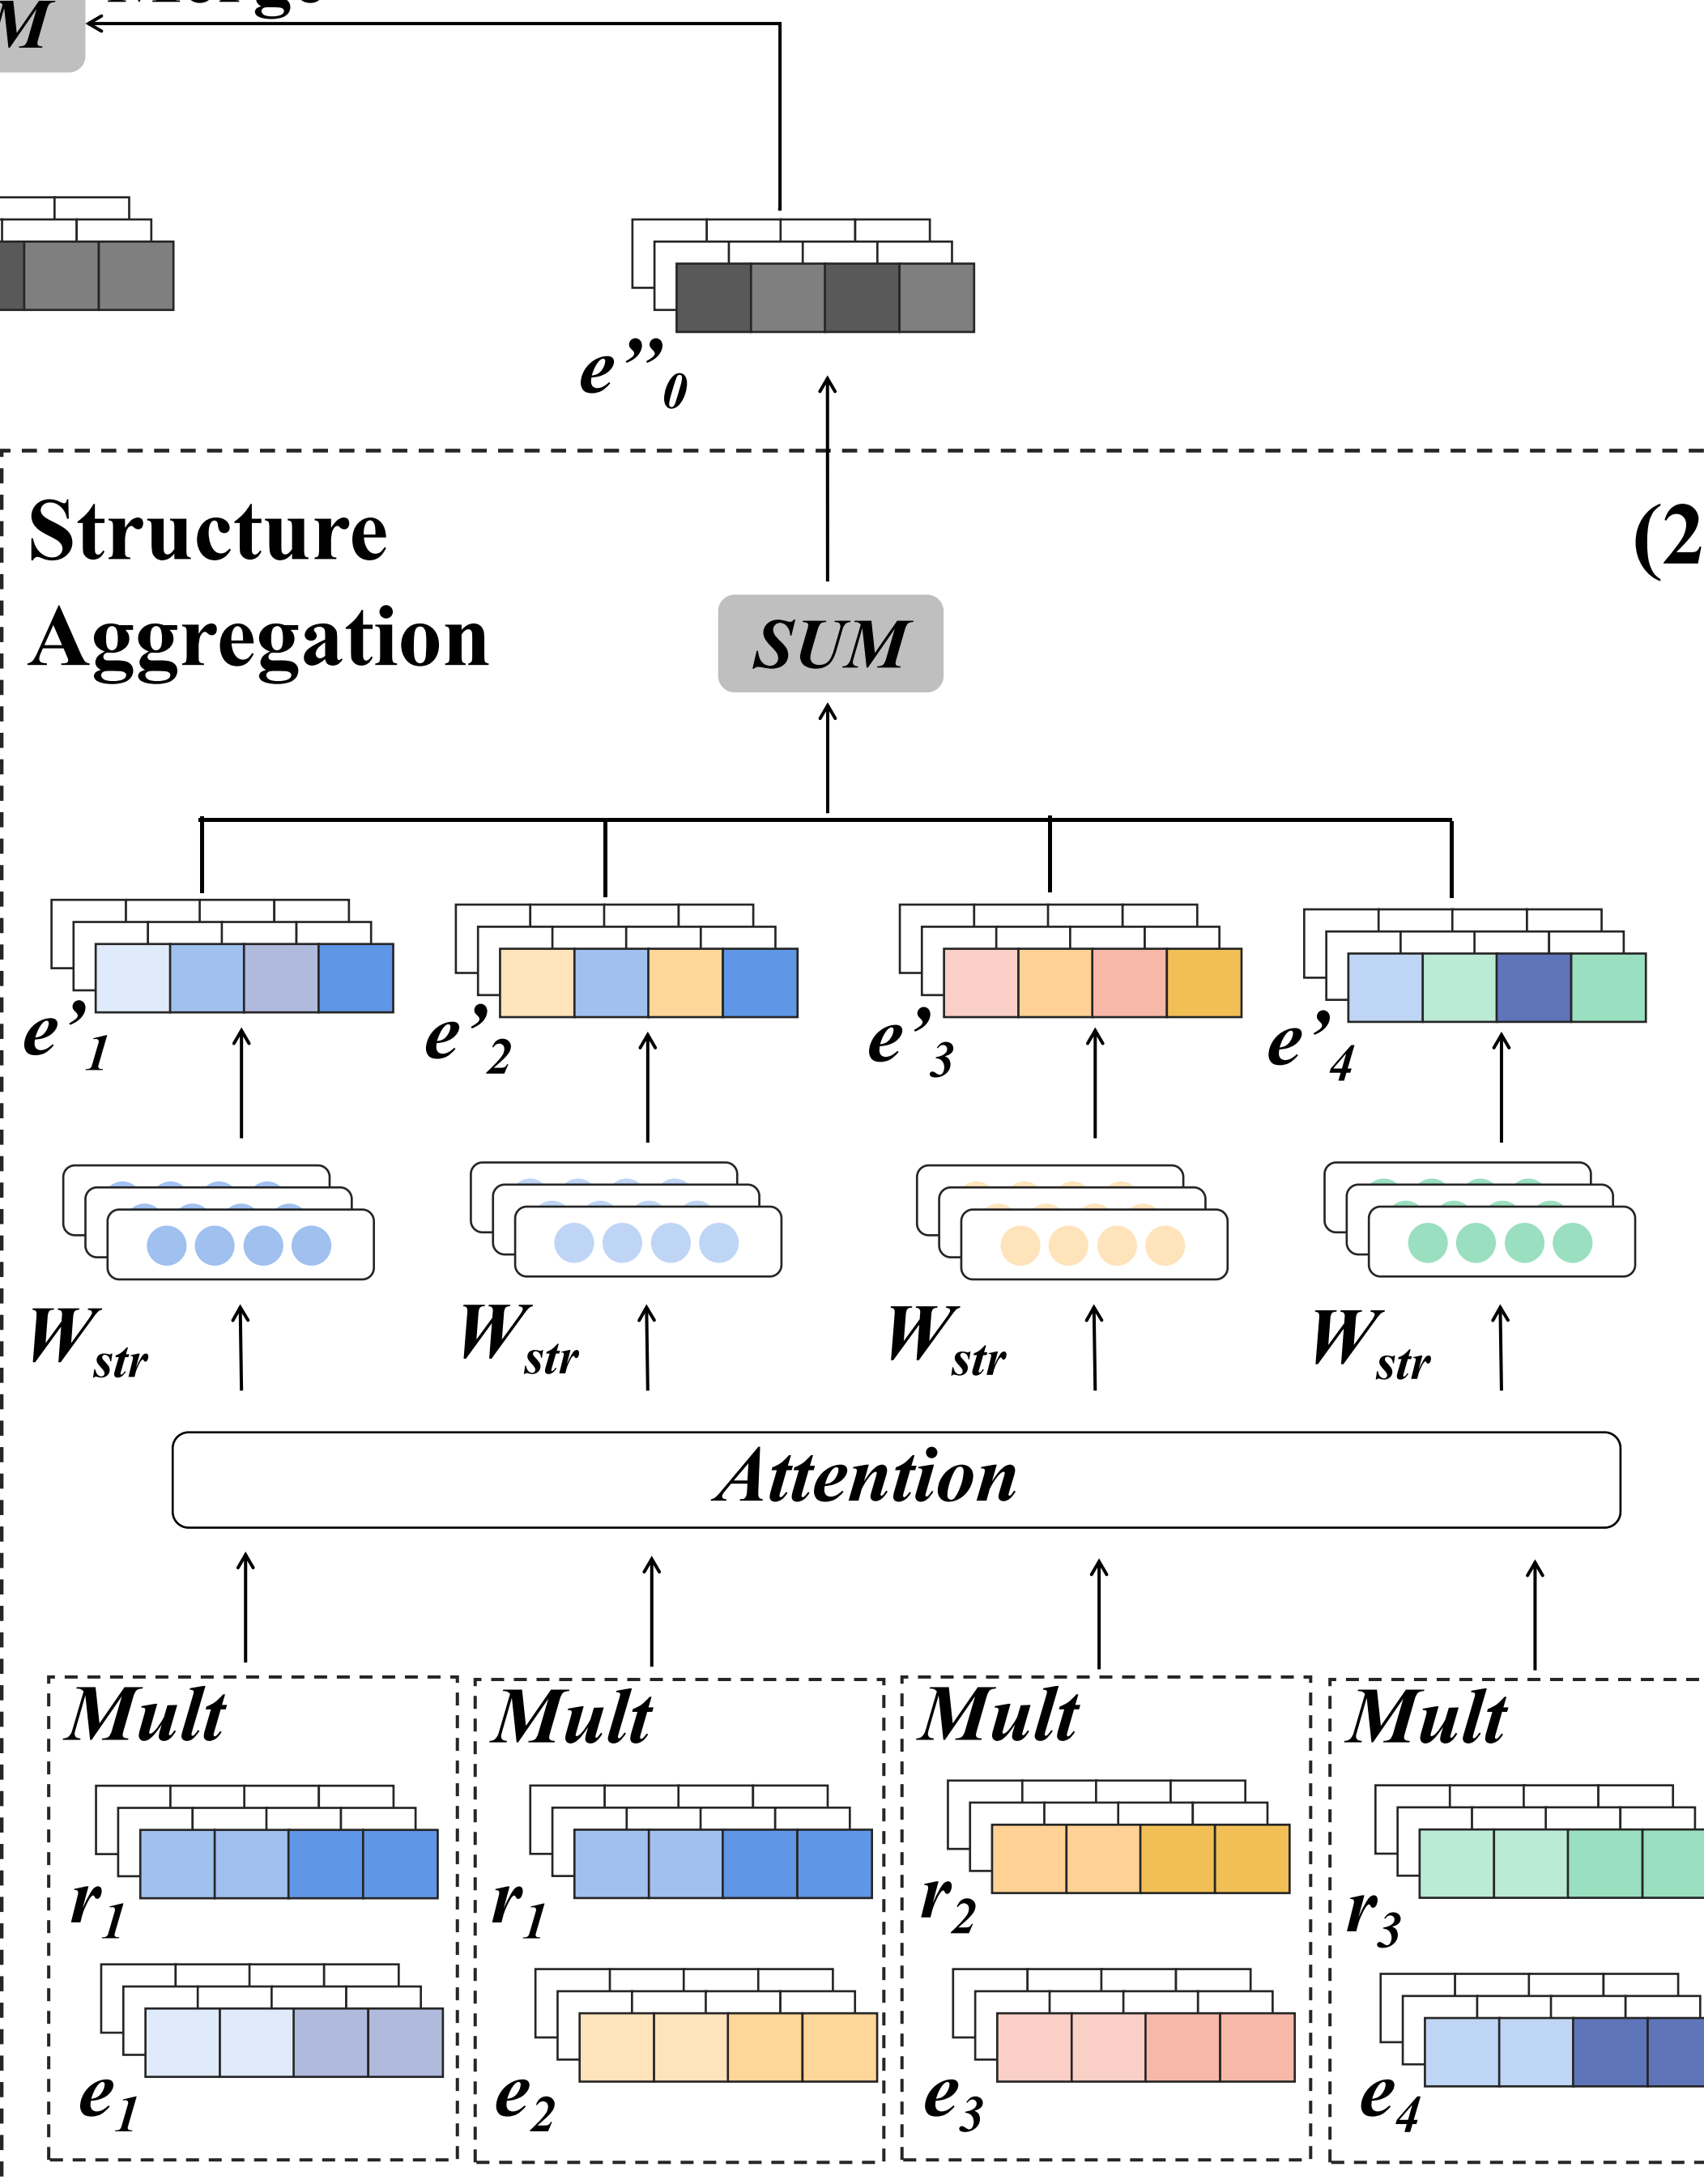 M
e’’0
Structure
Aggregation
(2
SUM
e’1
e’2
e’3
e’4
Wstr
Wstr
Wstr
Wstr
Attention
Mult
Mult
Mult
Mult
r1
r1
r2
r3
e1
e2
e3
e4